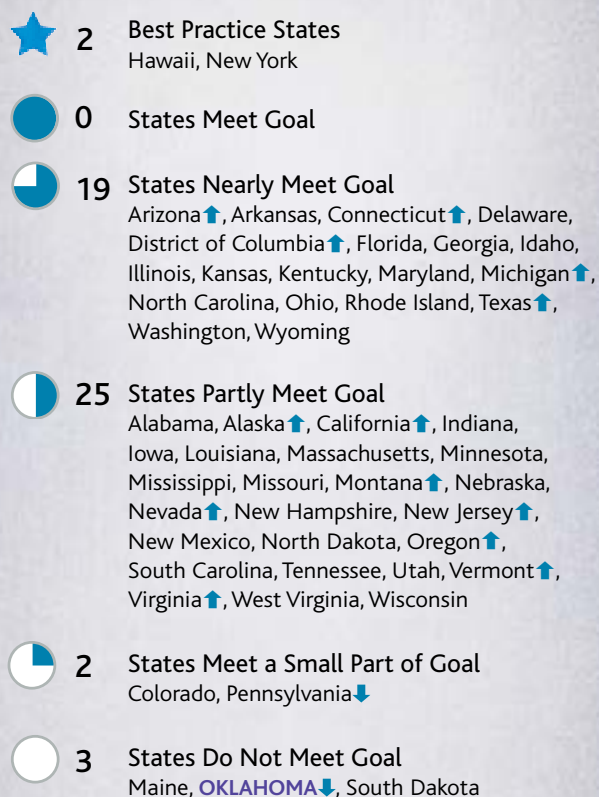 2 Best Practice States
Hawaii, New York
0 States Meet Goal
19 States Nearly Meet Goal
Arizona⬆, Arkansas, Connecticut⬆, Delaware,
District of Columbia⬆, Florida, Georgia, Idaho,
Illinois, Kansas, Kentucky, Maryland, Michigan⬆,
North Carolina, Ohio, Rhode Island, Texas⬆,
Washington, Wyoming
25 States Partly Meet Goal
Alabama, Alaska⬆, California⬆, Indiana,
Iowa, Louisiana, Massachusetts, Minnesota,
Mississippi, Missouri, Montana⬆, Nebraska,
Nevada⬆, New Hampshire, New Jersey⬆,
New Mexico, North Dakota, Oregon⬆,
South Carolina, Tennessee, Utah, Vermont⬆,
Virginia⬆, West Virginia, Wisconsin
2 States Meet a Small Part of Goal
Colorado, Pennsylvania⬇
3 States Do Not Meet Goal
Maine, OKLAHOMA⬇, South Dakota